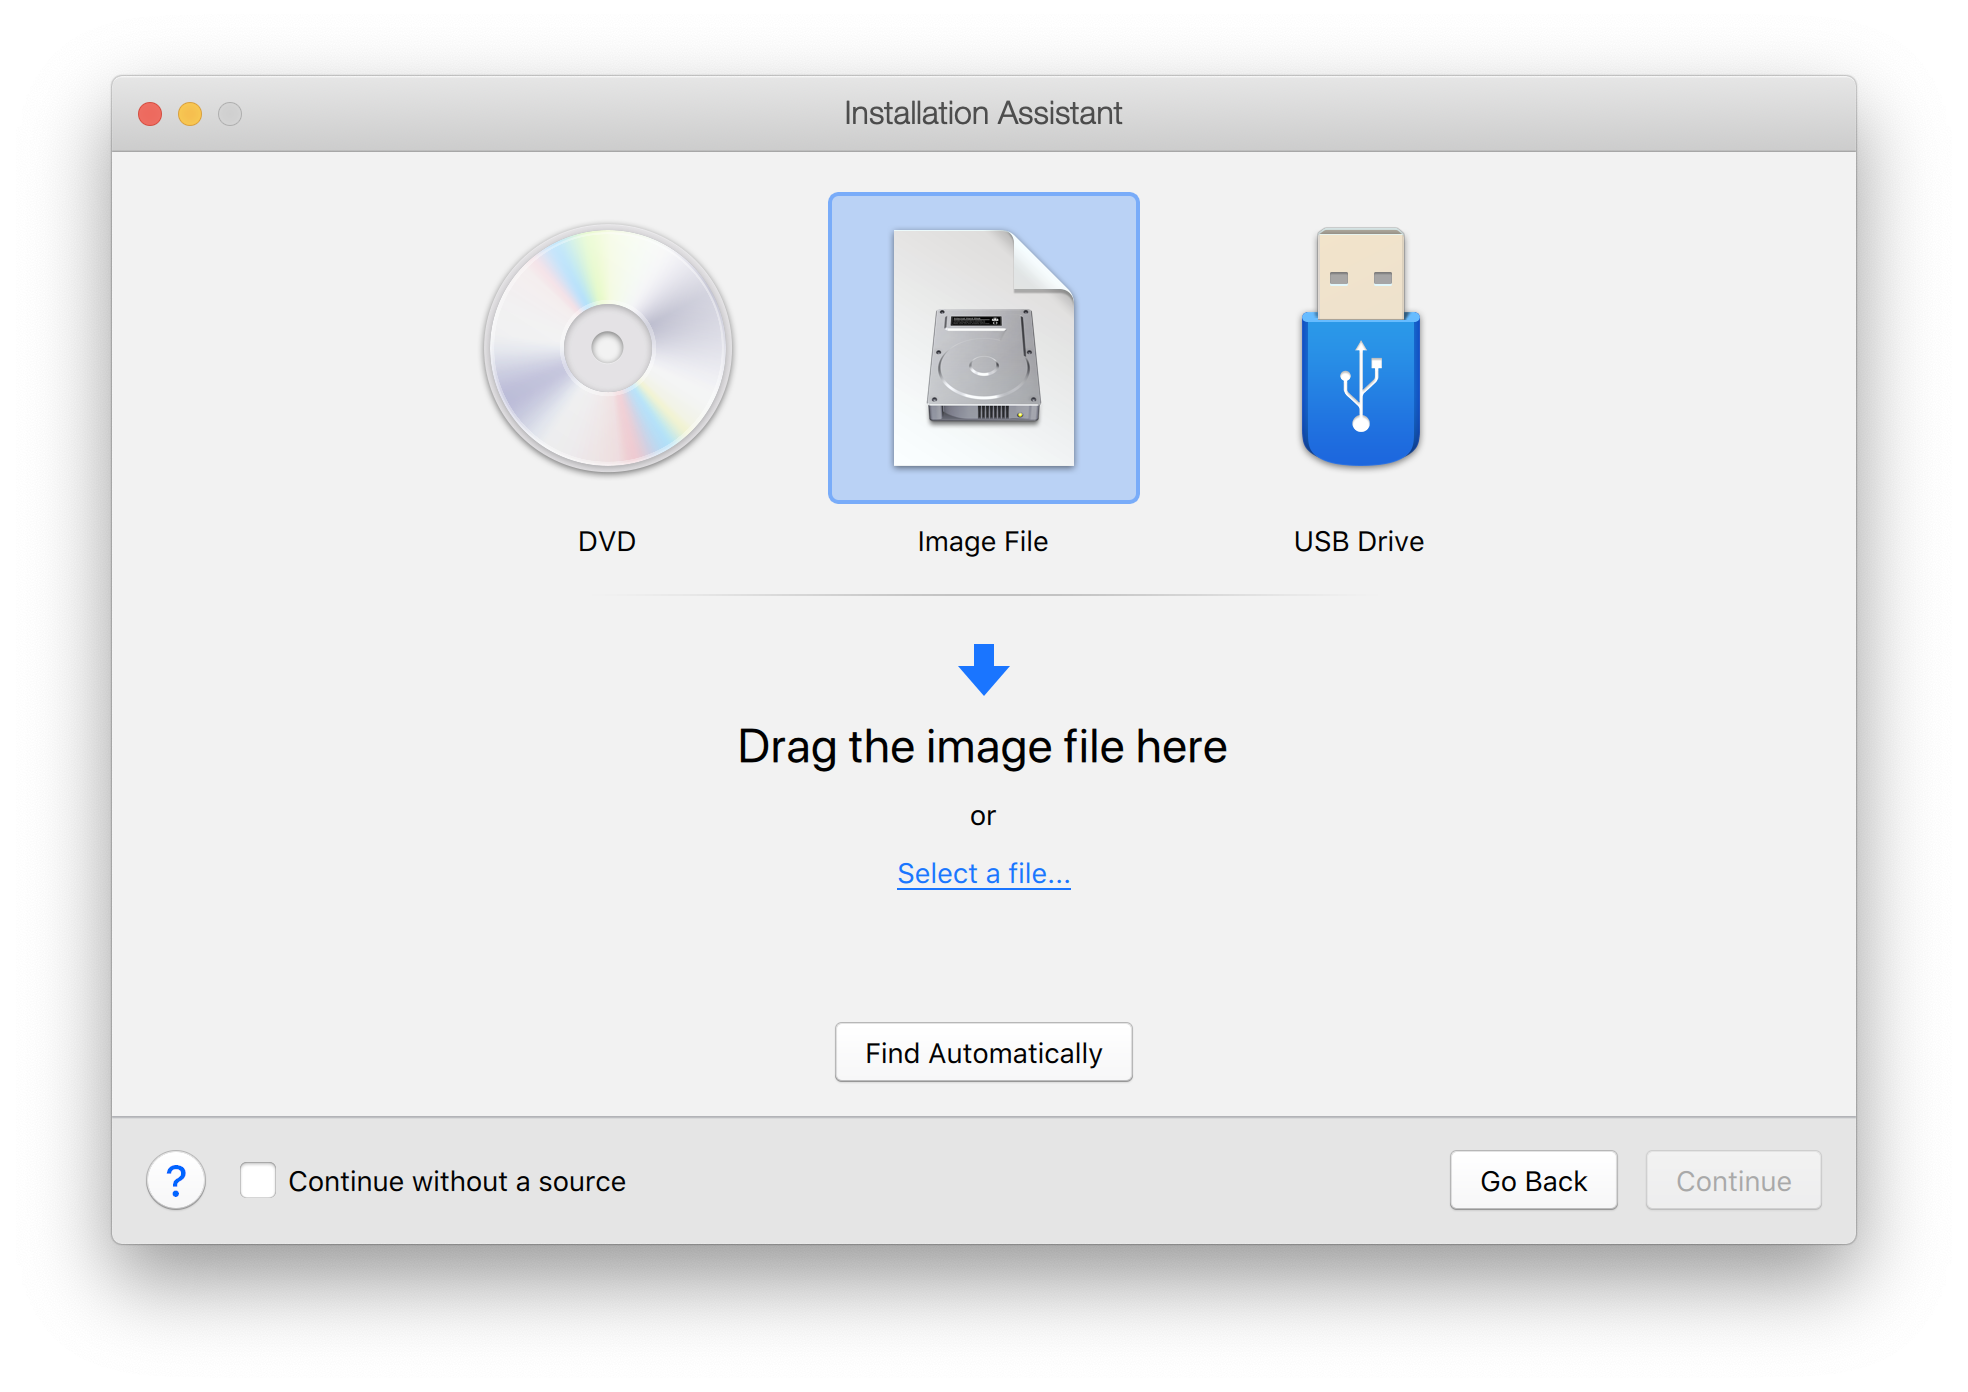 Installation Assistant
DVD
Image File
USB Drive
Drag the image file here
or
Select a file...
Find Automatically
?
Continue without a source
Go Back
Continue